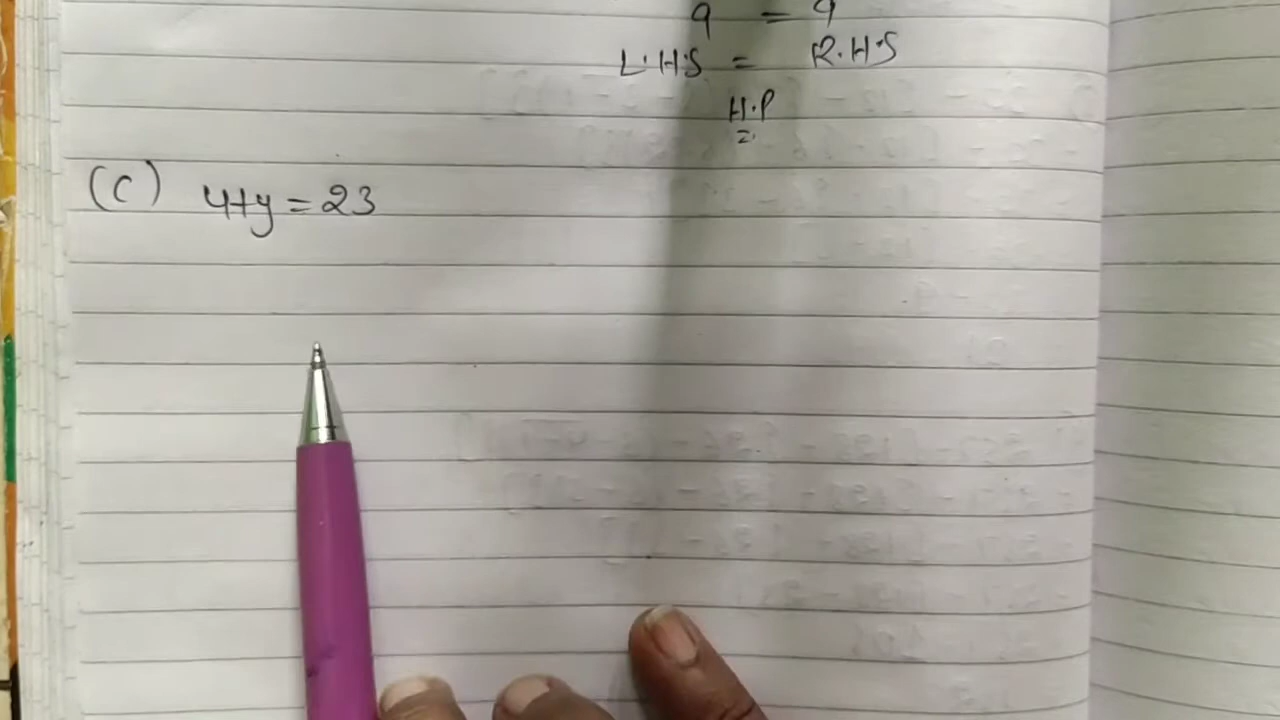 9 = 9
L.H.S = R.H.S
H.P
(C) 4+y=23